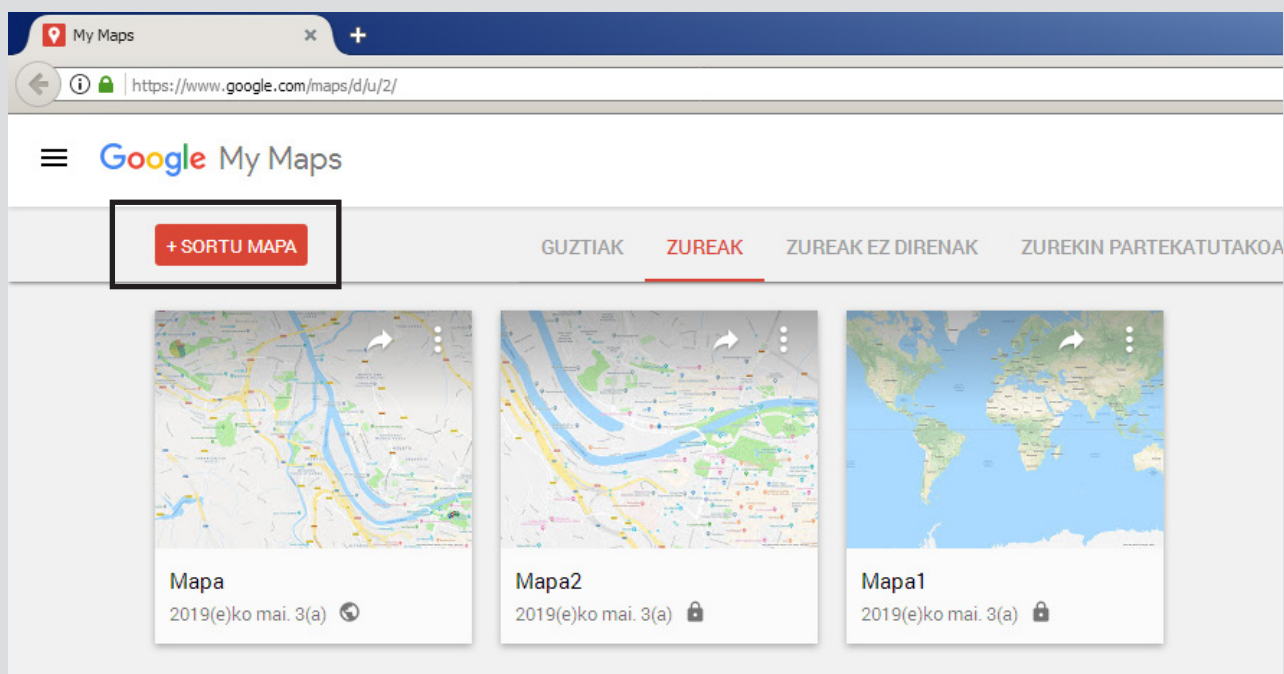 My Maps
https://www.google.com/maps/d/u/2/
Google My Maps
+ SORTU MAPA
GUZTIAK ZUREAK ZUREAK EZ DIRENAK ZUREKIN PARTEKATUTAKOA
Mapa Mapa2 Mapa1
2019(e)ko mai. 3(a) 2019(e)ko mai. 3(a) 2019(e)ko mai. 3(a)